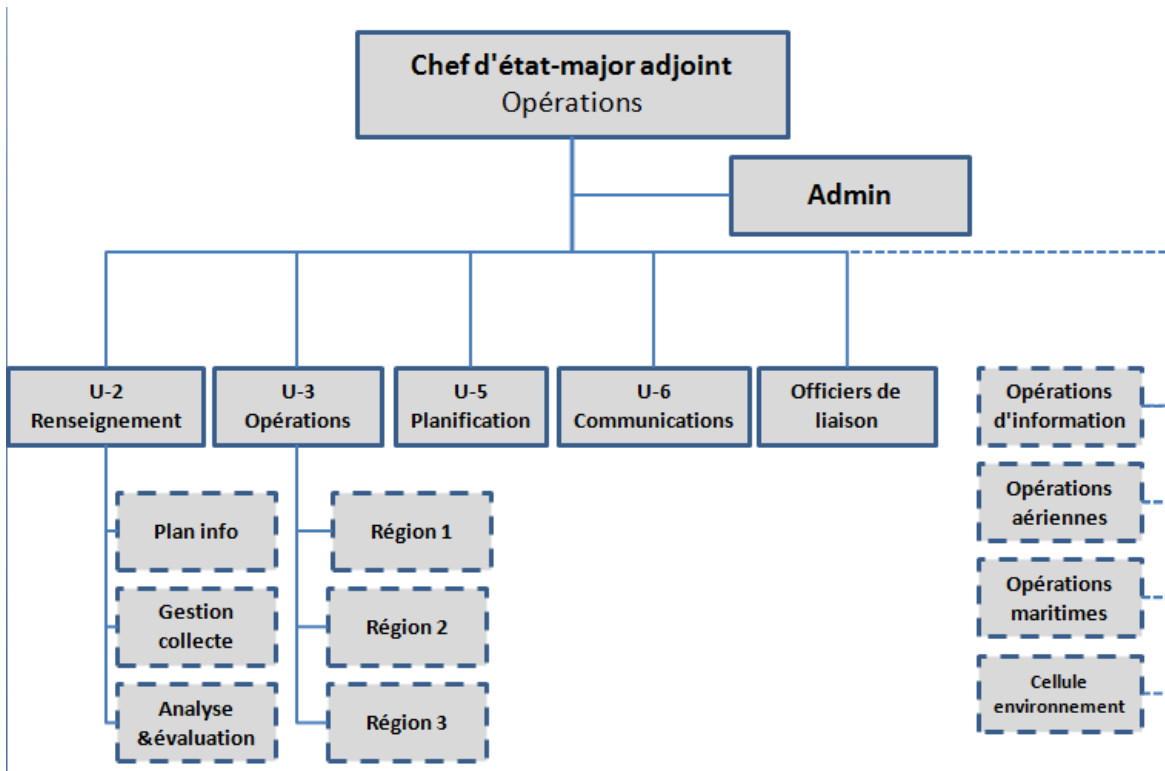 Chef d'état-major adjoint
Opérations
Admin
U-2
Renseignement
U-3
Opérations
U-5
Planification
U-6
Communications
Officiers de
liaison
Opérations
d'information
Plan info
Gestion
collecte
Analyse
&évaluation
Région 1
Région 2
Région 3
Opérations
aériennes
Opérations
maritimes
Cellule
environnement